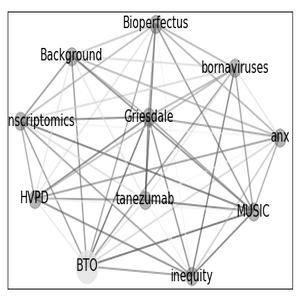 Bioperfectus
Background
bornaviruses
nscriptomics
Griesdale
anx
HVPD
tanezumab
MUSIC
BTO
inequity